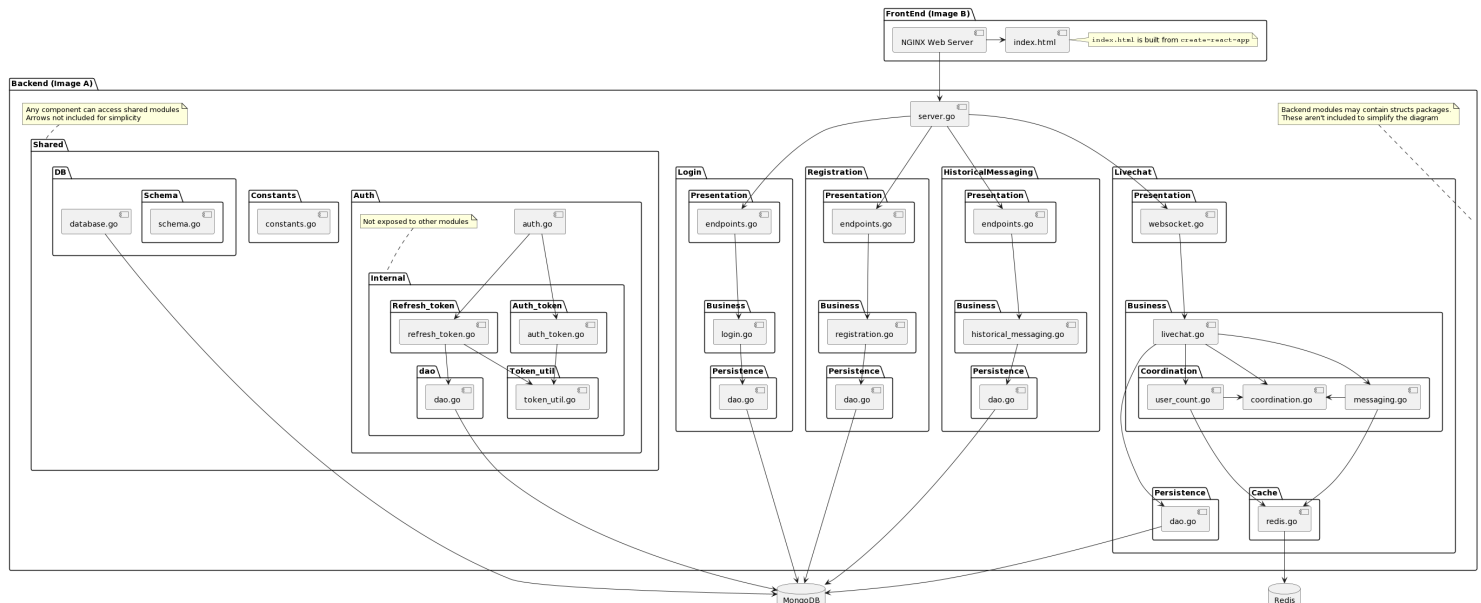 FrontEnd (Image B)
NGINX Web Server
index.html
index.html is built from create-react-app
Backend (Image A)
Any component can access shared modules
Arrows not included for simplicity
server.go
Backend modules may contain structs packages.
These aren't included to simplify the diagram
Shared
DB
database.go
Schema
schema.go
Constants
constants.go
Auth
Not exposed to other modules
auth.go
Internal
Refresh_token
refresh_token.go
Auth_token
auth_token.go
dao
dao.go
Token_util
token_util.go
Login
Presentation
endpoints.go
Business
login.go
Persistence
dao.go
Registration
Presentation
endpoints.go
Business
registration.go
Persistence
dao.go
HistoricalMessaging
Presentation
endpoints.go
Business
historical_messaging.go
Persistence
dao.go
Livechat
Presentation
websocket.go
Business
livechat.go
Coordination
user_count.go
coordination.go
messaging.go
Persistence
dao.go
Cache
redis.go
MongoDB
Redis